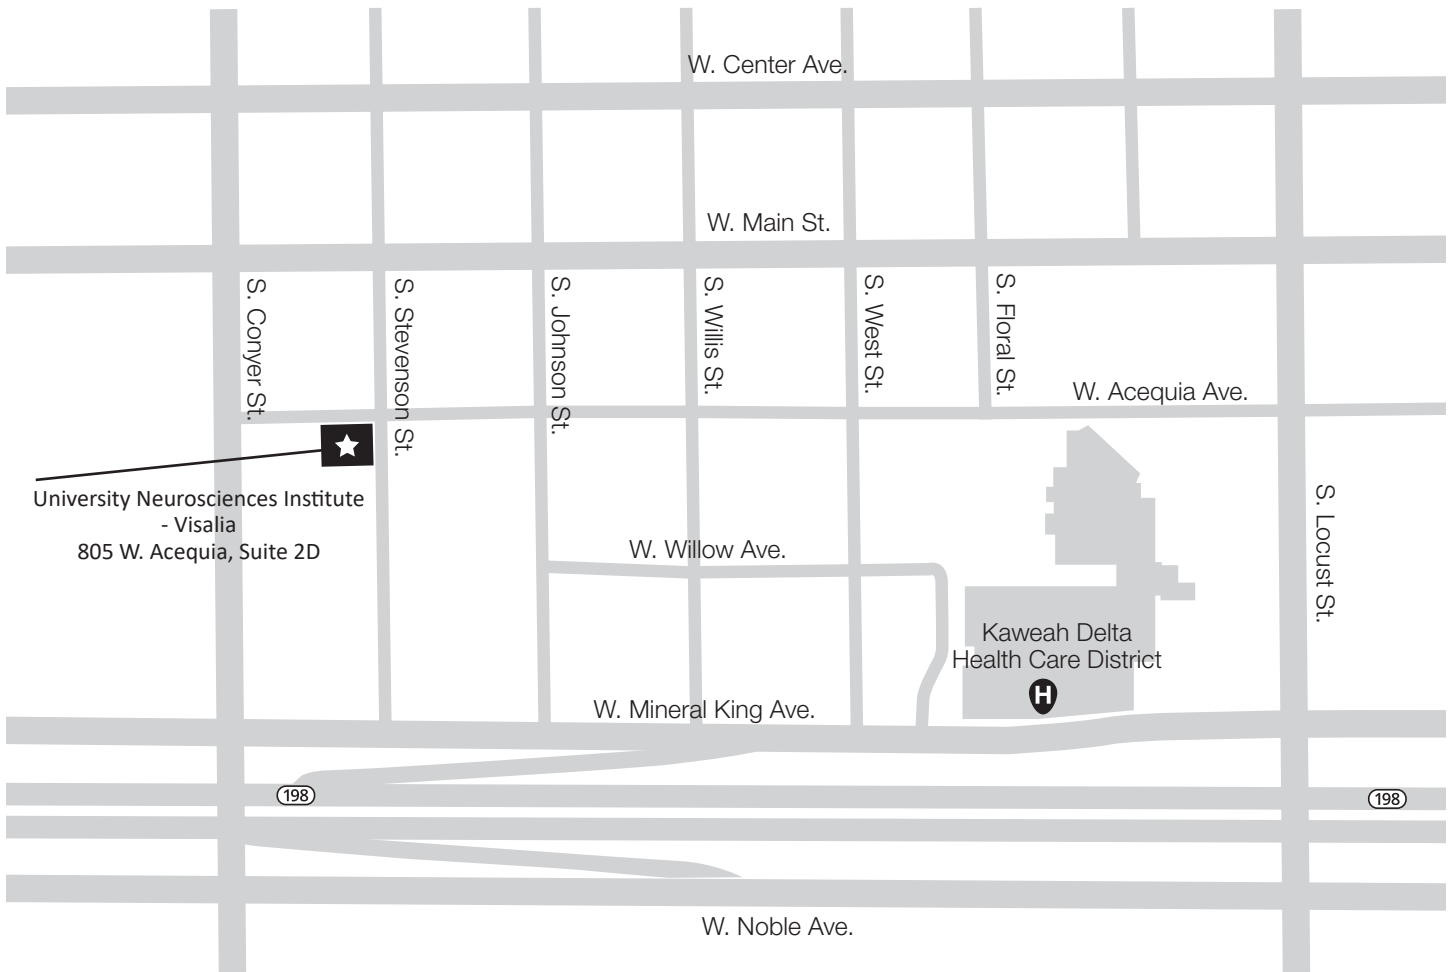 W. Center Ave.
W. Main St.
S. Conyer St.
S. Stevenson St.
S. Johnson St.
S. Willis St.
S. West St.
S. Floral St.
W. Acequia Ave.
University Neurosciences Institute
- Visalia
805 W. Acequia, Suite 2D
S. Locust St.
W. Willow Ave.
Kaweah Delta
Health Care District
H
W. Mineral King Ave.
198
198
W. Noble Ave.